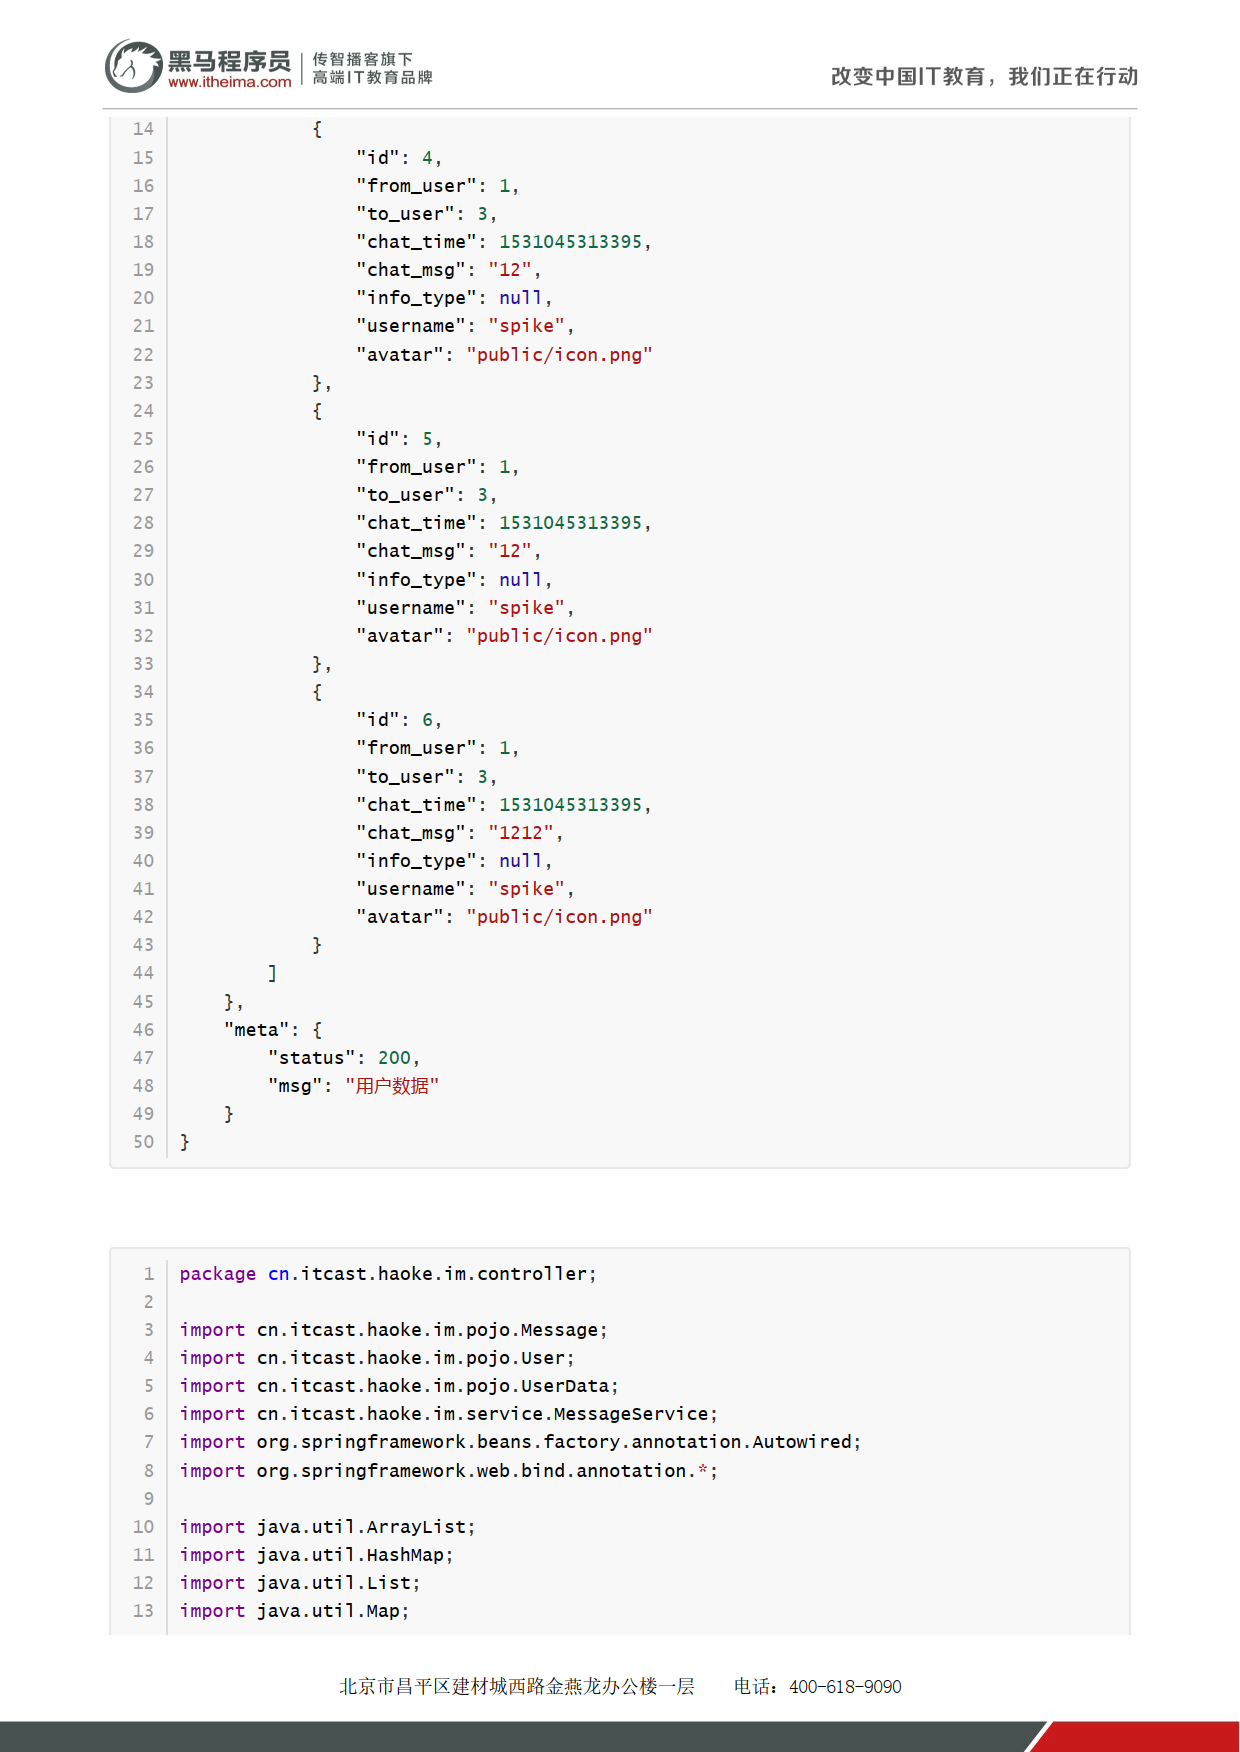 黑马程序员
www.itheima.com
传智播客旗下
高端IT教育品牌
改变中国IT教育，我们正在行动
14 {
15 "id": 4,
16 "from_user": 1,
17 "to_user": 3,
18 "chat_time": 1531045313395,
19 "chat_msg": "12",
20 "info_type": null,
21 "username": "spike",
22 "avatar": "public/icon.png"
23 },
24 {
25 "id": 5,
26 "from_user": 1,
27 "to_user": 3,
28 "chat_time": 1531045313395,
29 "chat_msg": "12",
30 "info_type": null,
31 "username": "spike",
32 "avatar": "public/icon.png"
33 },
34 {
35 "id": 6,
36 "from_user": 1,
37 "to_user": 3,
38 "chat_time": 1531045313395,
39 "chat_msg": "1212",
40 "info_type": null,
41 "username": "spike",
42 "avatar": "public/icon.png"
43 }
44 ]
45 },
46 "meta": {
47 "status": 200,
48 "msg": "用户数据"
49 }
50 }
1 package cn.itcast.haoke.im.controller;
2
3 import cn.itcast.haoke.im.pojo.Message;
4 import cn.itcast.haoke.im.pojo.User;
5 import cn.itcast.haoke.im.pojo.UserData;
6 import cn.itcast.haoke.im.service.MessageService;
7 import org.springframework.beans.factory.annotation.Autowired;
8 import org.springframework.web.bind.annotation.*;
9
10 import java.util.ArrayList;
11 import java.util.HashMap;
12 import java.util.List;
13 import java.util.Map;
北京市昌平区建材城西路金燕龙办公楼一层 电话：400-618-9090